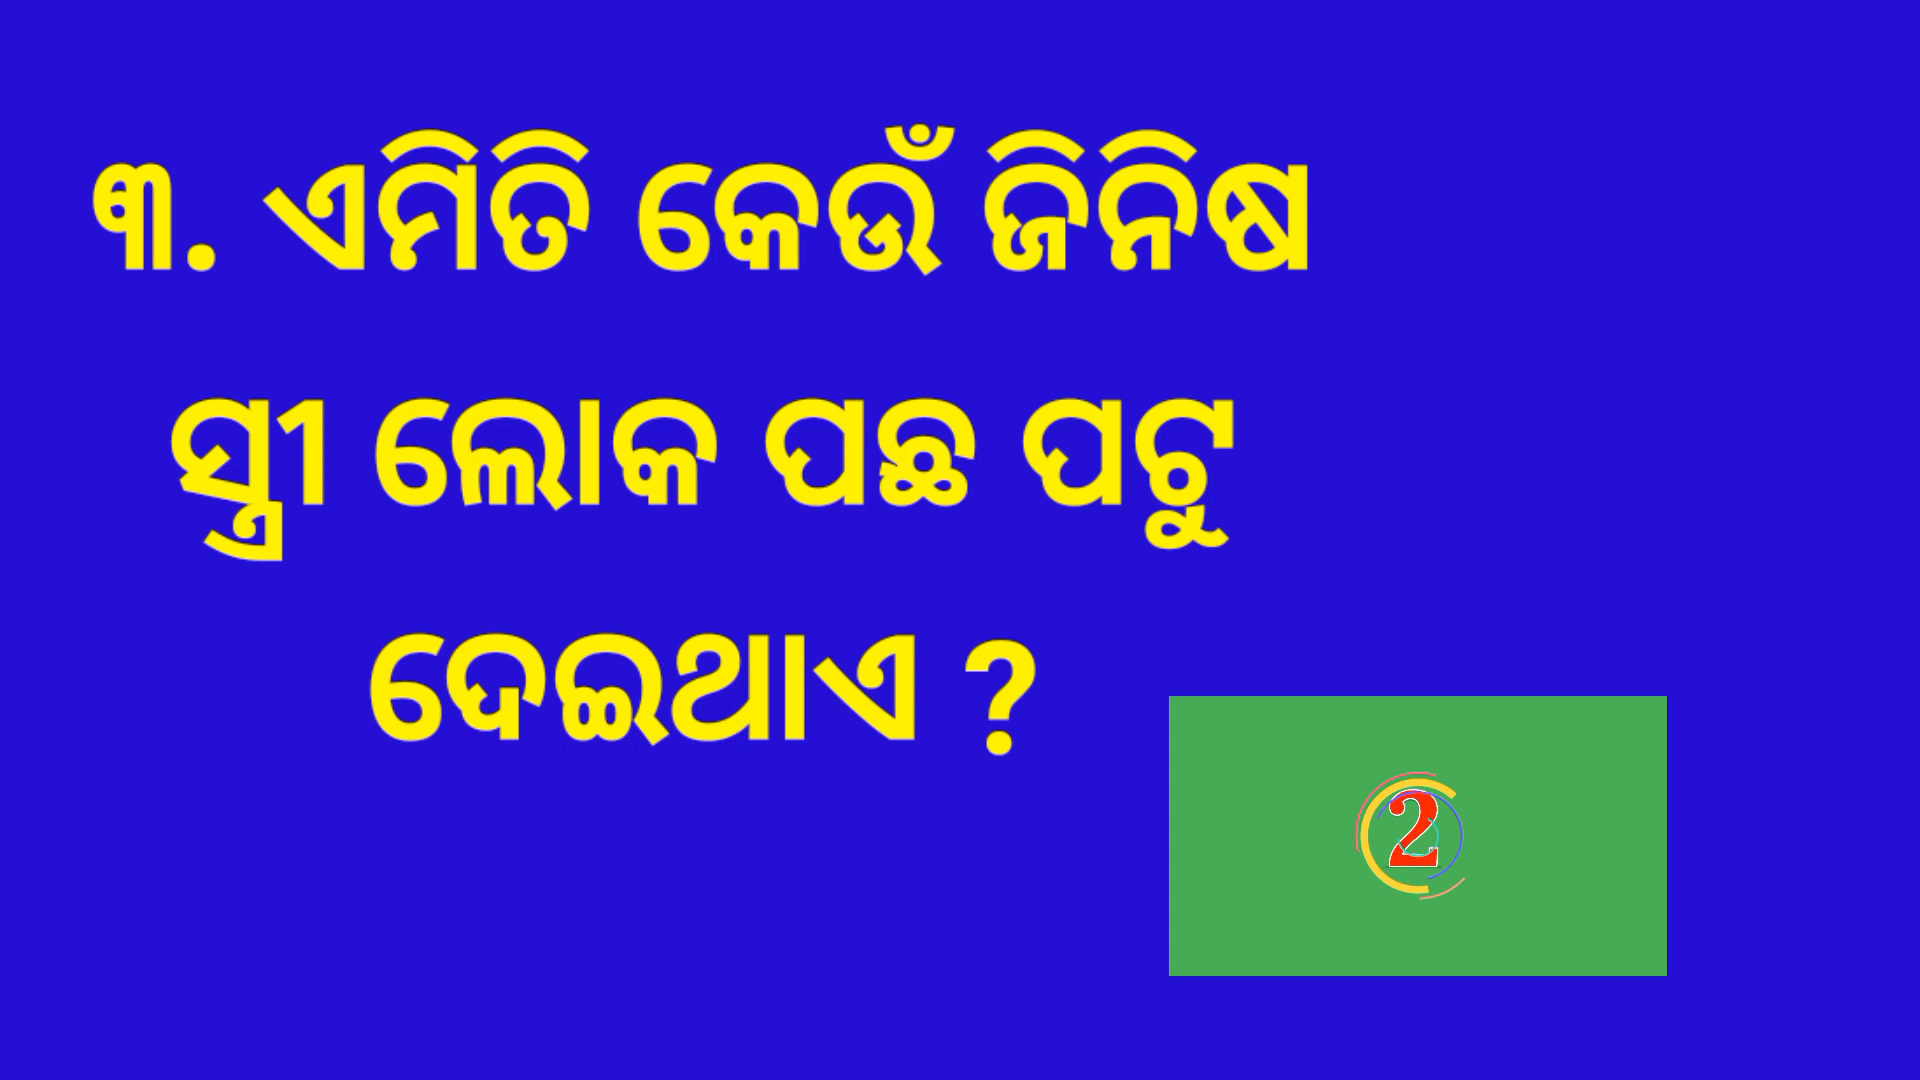 ୩. ଏମିତି କେଉଁ ଜିନିଷ
ସ୍ତ୍ରୀ ଲୋକ ପଛ ପଟୁ
ଦେଇଥାଏ ?
2